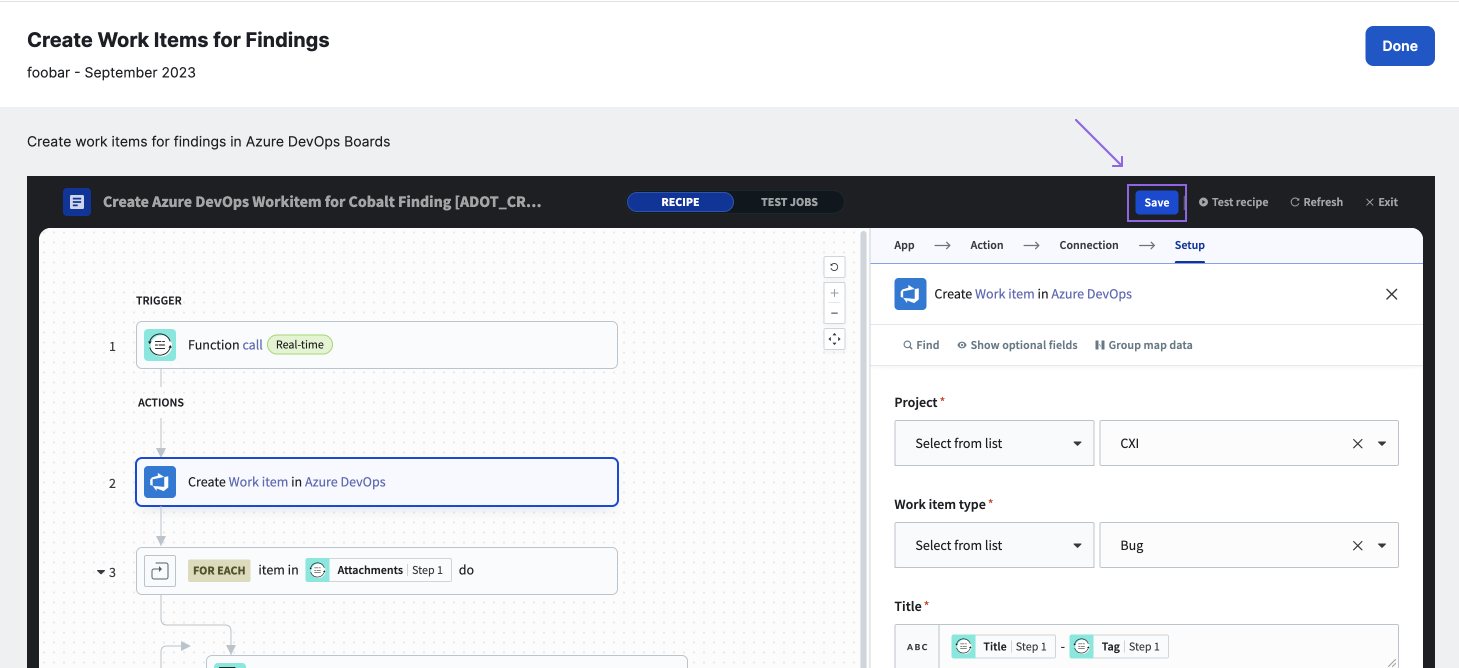 Create Work Items for Findings
Done
foobar - September 2023
Create work items for findings in Azure DevOps Boards
Create Azure DevOps Workitem for Cobalt Finding [ADOT_CR...
RECIPE
TEST JOBS
Save
Test recipe
Refresh
Exit
App
Action
Connection
Setup
Create Work item in Azure DevOps
Find
Show optional fields
Group map data
TRIGGER
1
Function call Real-time
ACTIONS
2
Create Work item in Azure DevOps
3
FOR EACH item in Attachments Step 1 do
Project *
Select from list
CXI
Work item type *
Select from list
Bug
Title *
ABC
Title Step 1 - Tag Step 1